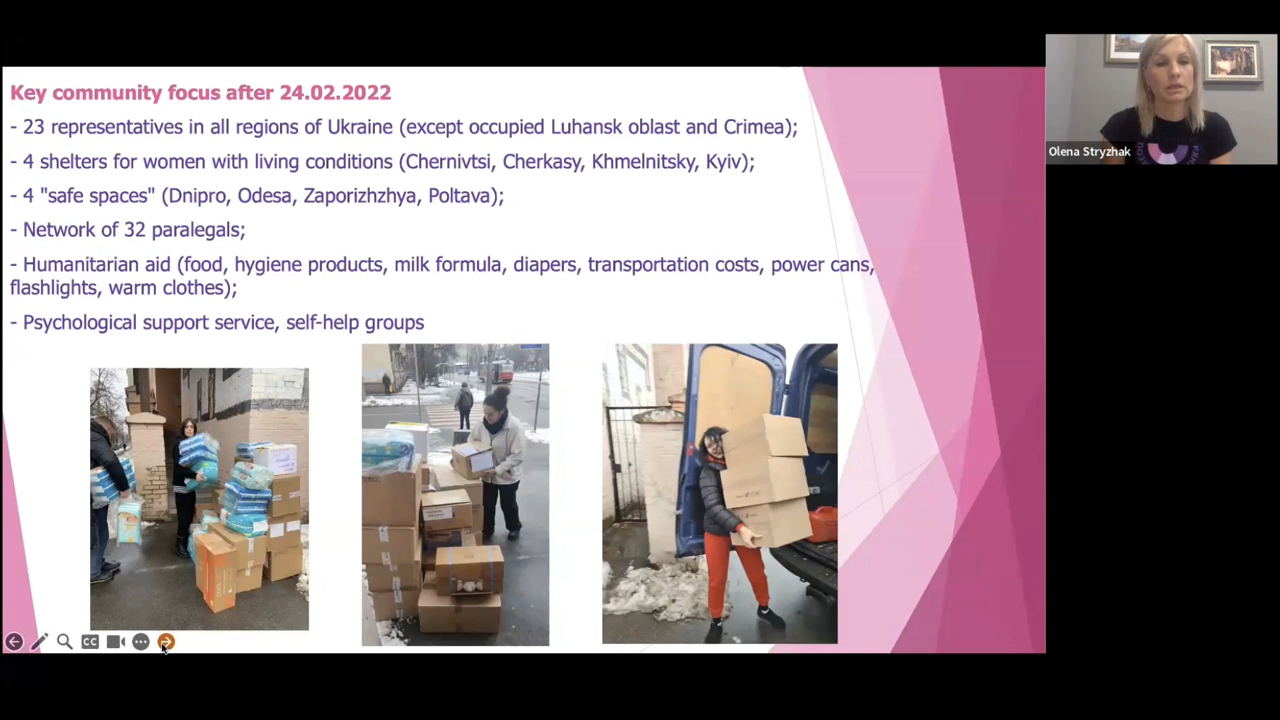 Key community focus after 24.02.2022
- 23 representatives in all regions of Ukraine (except occupied Luhansk oblast and Crimea);
- 4 shelters for women with living conditions (Chernivtsi, Cherkasy, Khmelnitsky, Kyiv);
- 4 "safe spaces" (Dnipro, Odesa, Zaporizhzhya, Poltava);
- Network of 32 paralegals;
- Humanitarian aid (food, hygiene products, milk formula, diapers, transportation costs, power cans,
flashlights, warm clothes);
- Psychological support service, self-help groups
Olena Stryzhak
CC